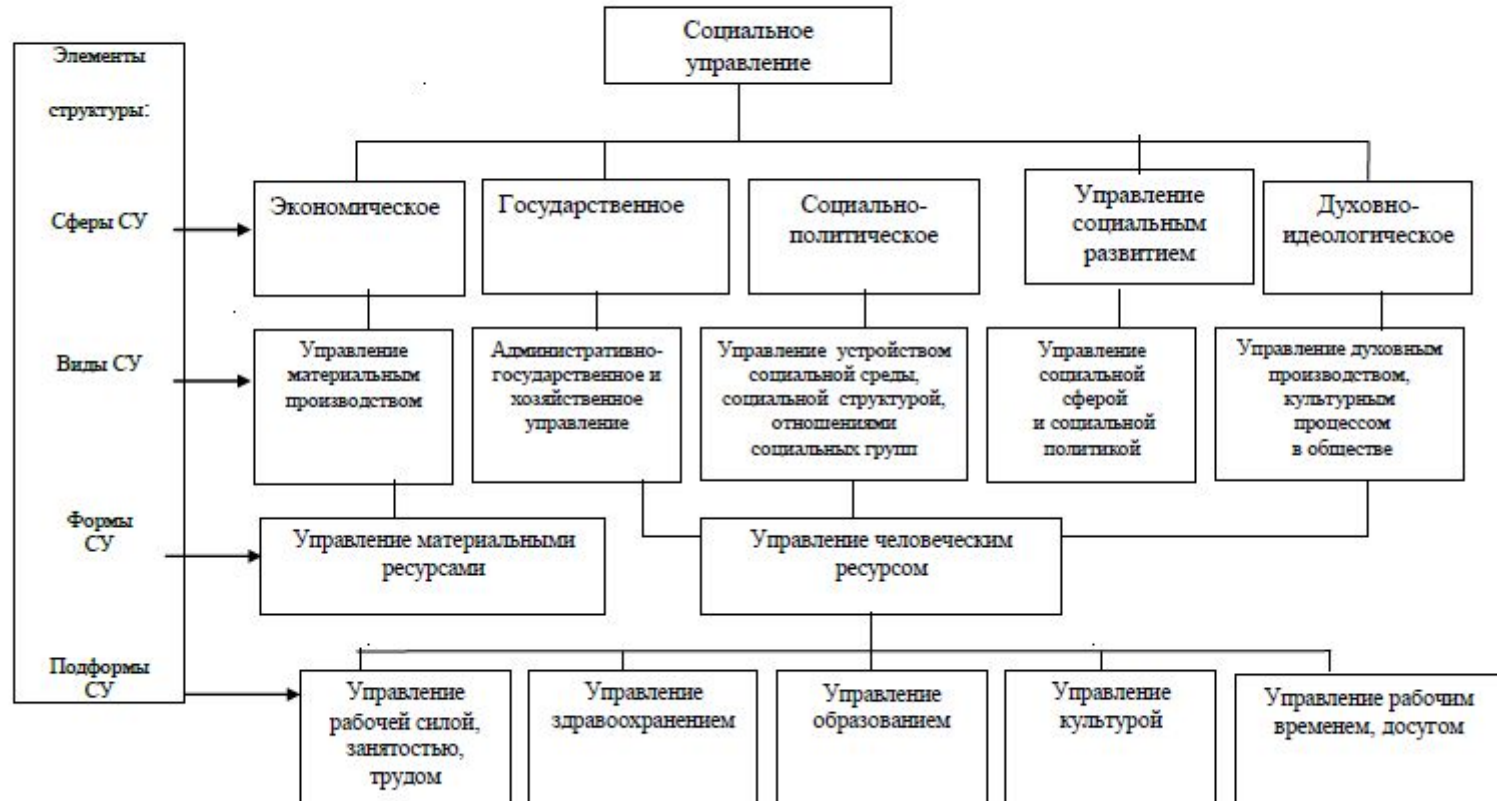 Социальное
управление
Элементы
структуры:
Сферы СУ
Экономическое
Государственное
Социально-
политическое
Управление
социальным
развитием
Духовно-
идеологическое
Виды СУ
Управление
материальным
производством
Административно-
государственное и
хозяйственное
управление
Управление устройством
социальной среды,
социальной структурой,
отношениями
социальных групп
Управление
социальной
сферой
и социальной
политикой
Управление духовным
производством,
культурным
процессом
в обществе
Формы
СУ
Управление материальными
ресурсами
Управление человеческим
ресурсом
Подформы
СУ
Управление
рабочей силой,
занятостью,
трудом
Управление
здравоохранением
Управление
образованием
Управление
культурой
Управление рабочим
временем, досугом